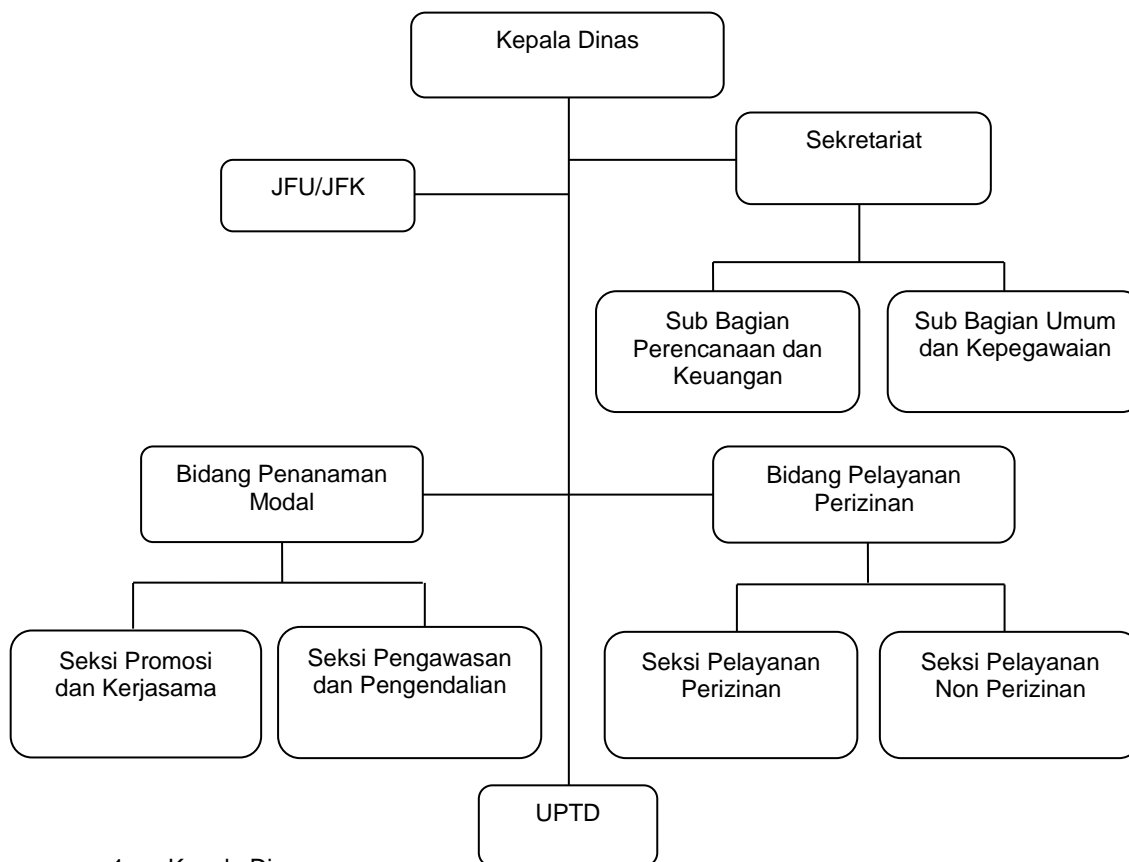 Kepala Dinas
Sekretariat
JFU/JFK
Sub Bagian
Perencanaan dan
Keuangan
Sub Bagian Umum
dan Kepegawaian
Bidang Penanaman
Modal
Bidang Pelayanan
Perizinan
Seksi Promosi
dan Kerjasama
Seksi Pengawasan
dan Pengendalian
Seksi Pelayanan
Perizinan
Seksi Pelayanan
Non Perizinan
UPTD